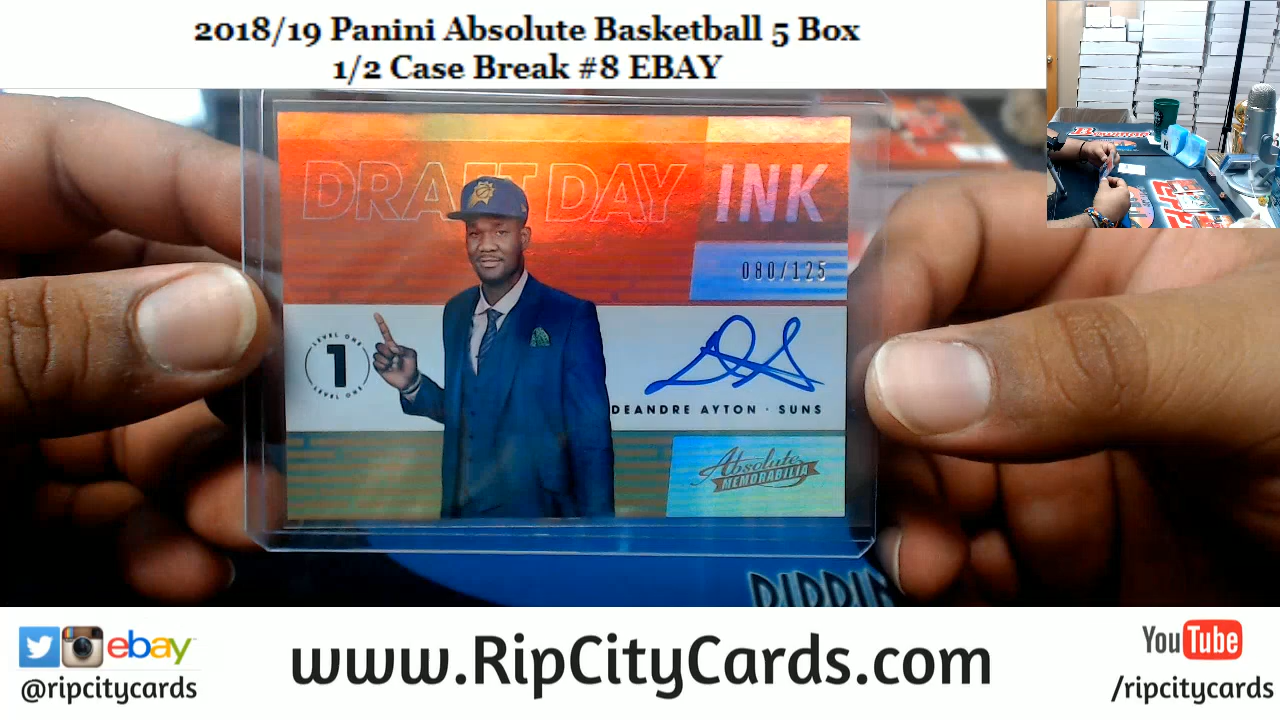 2018/19 Panini Absolute Basketball 5 Box
1/2 Case Break #8 EBAY
DRAFT DAY INK
080/125
LEVEL ONE
1
LEVEL ONE
DEANDRE AYTON · SUNS
Absolute
MEMORABILIA
ebay
@ripcitycards
www.RipCityCards.com
YouTube
/ripcitycards